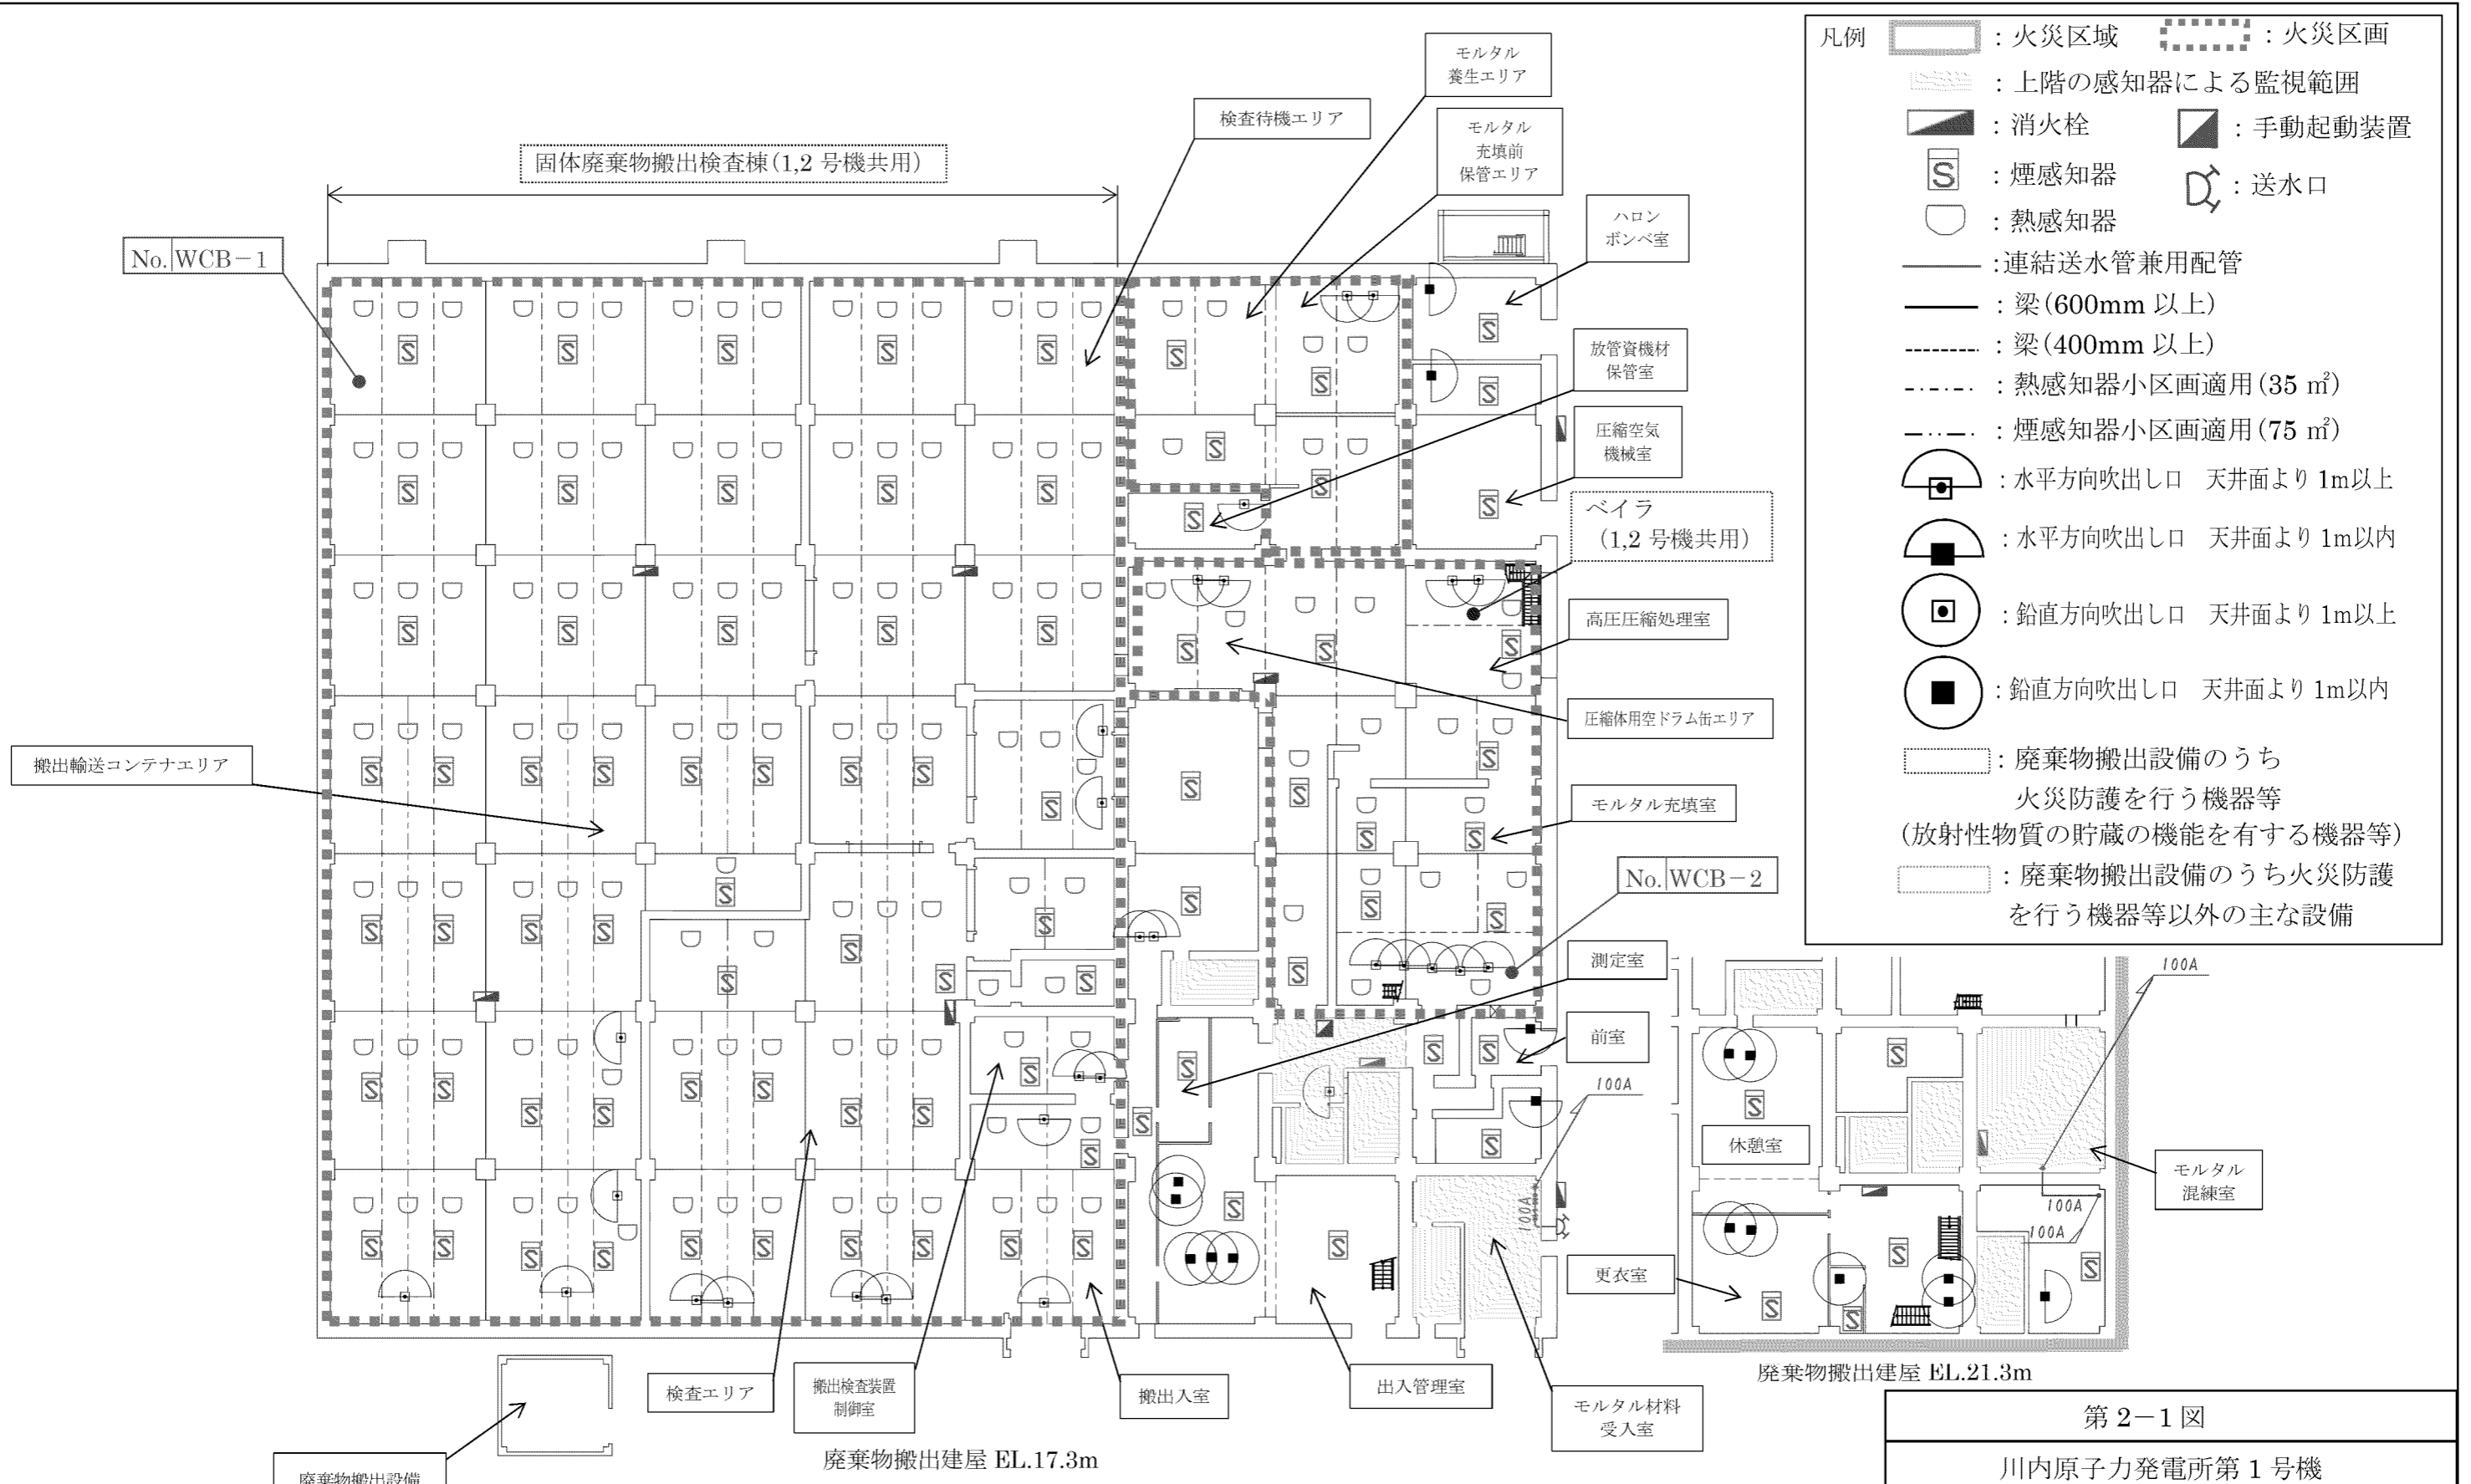 凡例
：火災区域
：火災区画
：上階の感知器による監視範囲
：消火栓
：手動起動装置
S
：煙感知器
：送水口
：熱感知器
：連結送水管兼用配管
：梁(600mm 以上)
：梁(400mm 以上)
：熱感知器小区画適用(35 ㎡)
：煙感知器小区画適用(75 ㎡)
：水平方向吹出し口　天井面より 1m以上
：水平方向吹出し口　天井面より 1m以内
：鉛直方向吹出し口　天井面より 1m以上
：鉛直方向吹出し口　天井面より 1m以内
：廃棄物搬出設備のうち
火災防護を行う機器等
(放射性物質の貯蔵の機能を有する機器等)
：廃棄物搬出設備のうち火災防護
を行う機器等以外の主な設備
モルタル
養生エリア
検査待機エリア
モルタル
充填前
保管エリア
固体廃棄物搬出検査棟(1,2 号機共用)
ハロン
ボンベ室
No. WCB－1
放管資機材
保管室
圧縮空気
機械室
ベイラ
(1,2 号機共用)
高圧圧縮処理室
圧縮体用空ドラム缶エリア
搬出輸送コンテナエリア
モルタル充填室
No. WCB－2
測定室
前室
100A
100A
100A
休憩室
モルタル
混練室
100A
100A
更衣室
廃棄物搬出建屋 EL.21.3m
検査エリア
搬出検査装置
制御室
搬出入室
出入管理室
モルタル材料
受入室
廃棄物搬出建屋 EL.17.3m
廃棄物搬出設備
第 2－1 図
川内原子力発電所第 1 号機